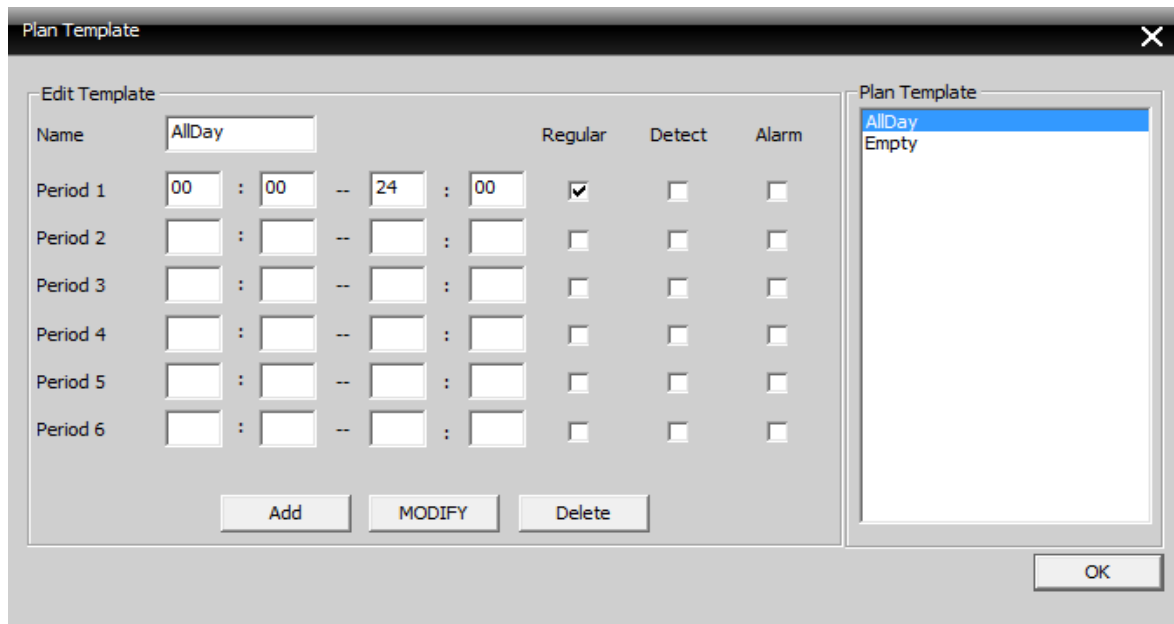 Plan Template
Edit Template
Name AllDay Regular Detect Alarm
Period 1 00 : 00 -- 24 : 00
Period 2 : -- :
Period 3 : -- :
Period 4 : -- :
Period 5 : -- :
Period 6 : -- :
Add MODIFY Delete
Plan Template
AllDay
Empty
OK